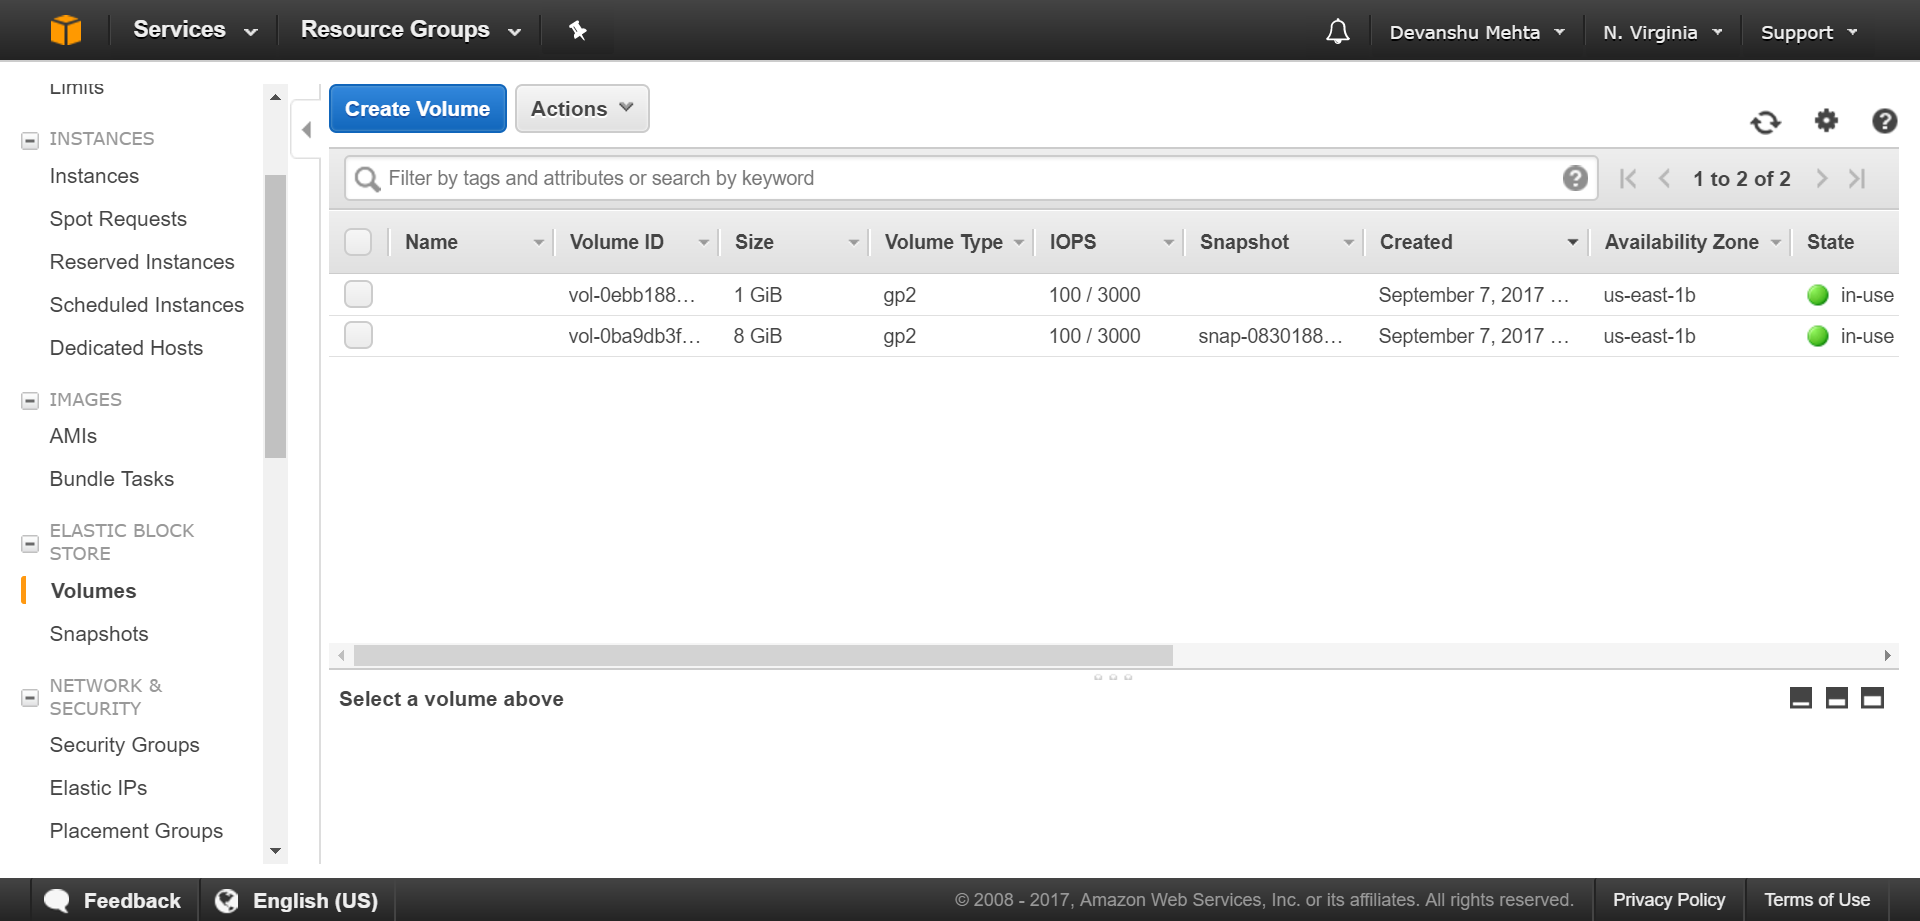 Services
Resource Groups
Devanshu Mehta
N. Virginia
Support
Limits
INSTANCES
Instances
Spot Requests
Reserved Instances
Scheduled Instances
Dedicated Hosts
IMAGES
AMIs
Bundle Tasks
ELASTIC BLOCK
STORE
Volumes
Snapshots
NETWORK &
SECURITY
Security Groups
Elastic IPs
Placement Groups
Create Volume
Actions
Filter by tags and attributes or search by keyword
1 to 2 of 2
Name Volume ID Size Volume Type IOPS Snapshot Created Availability Zone State
vol-0ebb188… 1 GiB gp2 100 / 3000 September 7, 2017 … us-east-1b in-use
vol-0ba9db3f… 8 GiB gp2 100 / 3000 snap-0830188… September 7, 2017 … us-east-1b in-use
Select a volume above
Feedback
English (US)
© 2008 - 2017, Amazon Web Services, Inc. or its affiliates. All rights reserved.
Privacy Policy
Terms of Use